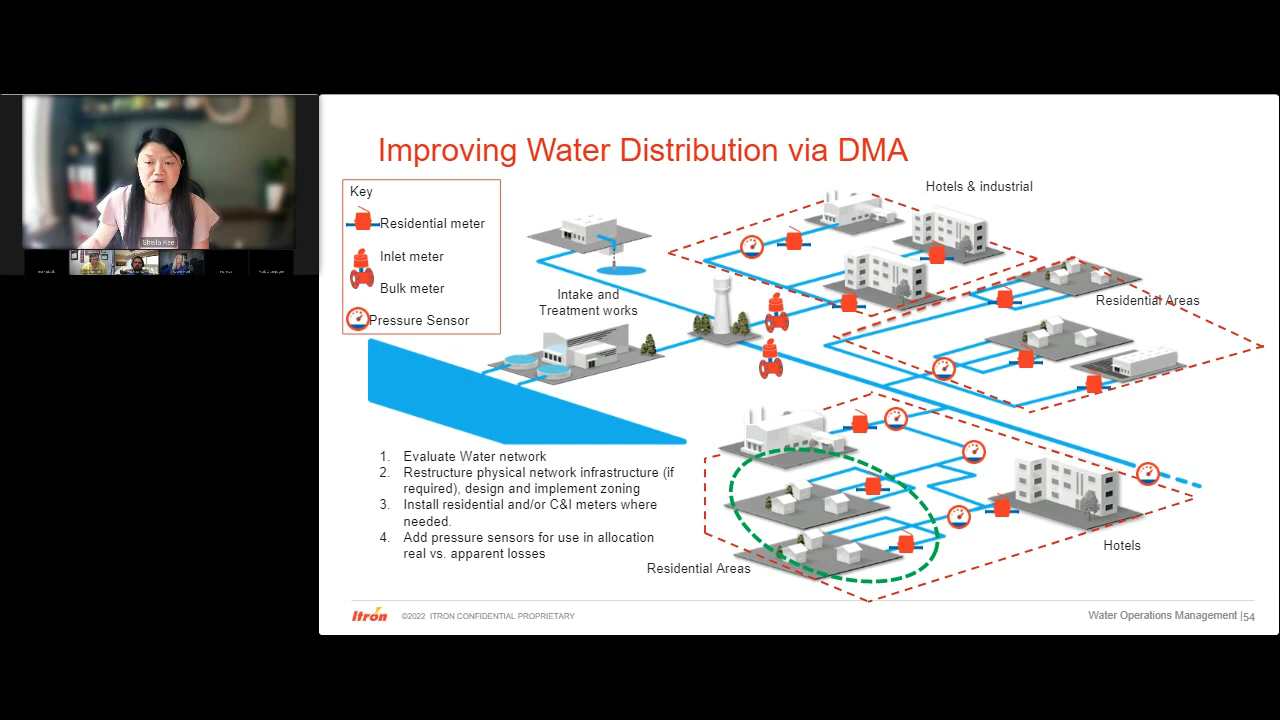 Improving Water Distribution via DMA
Key
Residential meter
Inlet meter
Bulk meter
Pressure Sensor
Hotels & industrial
Intake and
Treatment works
Residential Areas
1. Evaluate Water network
2. Restructure physical network infrastructure (if
required), design and implement zoning
3. Install residential and/or C&I meters where
needed.
4. Add pressure sensors for use in allocation
real vs. apparent losses
Hotels
Residential Areas
Itron
©2022 ITRON CONFIDENTIAL PROPRIETARY
Water Operations Management |54
Sheila Kee